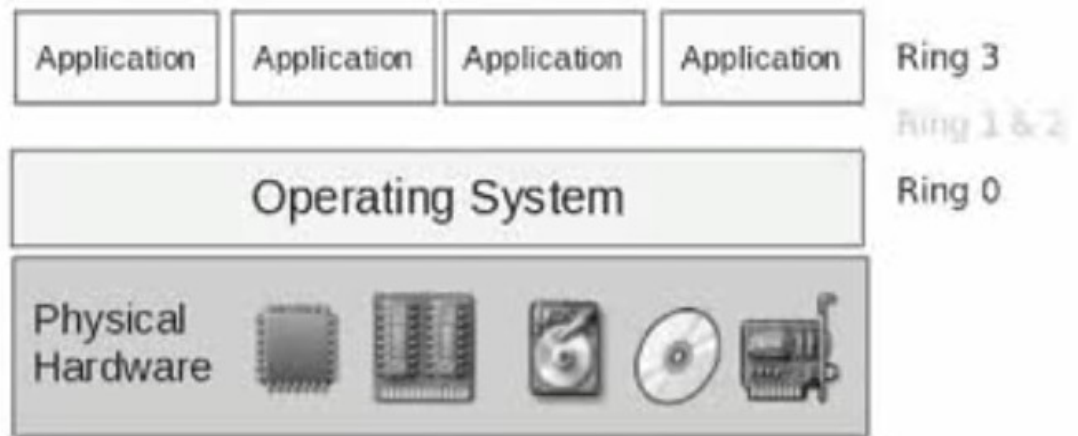 Application Application Application Application Ring 3
Ring 1 & 2
Operating System Ring 0
Physical
Hardware